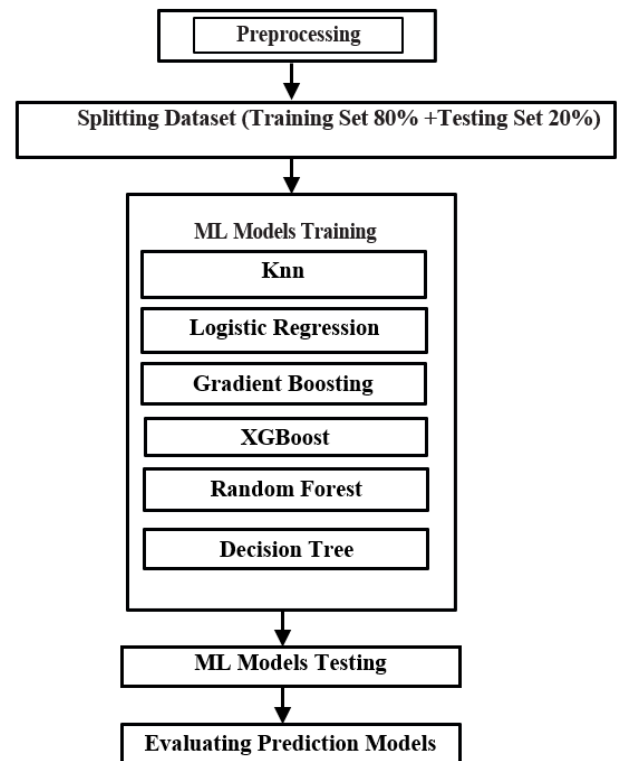 Preprocessing
Splitting Dataset (Training Set 80% +Testing Set 20%)
ML Models Training
Knn
Logistic Regression
Gradient Boosting
XGBoost
Random Forest
Decision Tree
ML Models Testing
Evaluating Prediction Models